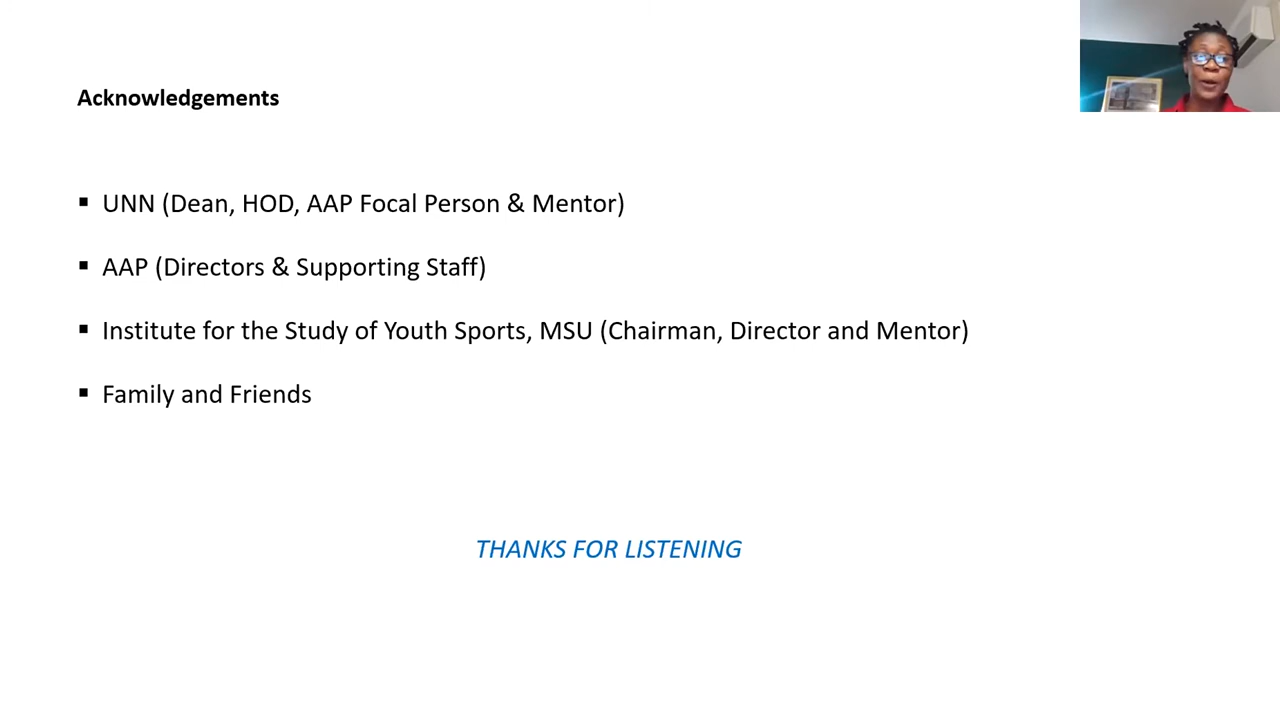 Acknowledgements
▪ UNN (Dean, HOD, AAP Focal Person & Mentor)
▪ AAP (Directors & Supporting Staff)
▪ Institute for the Study of Youth Sports, MSU (Chairman, Director and Mentor)
▪ Family and Friends
THANKS FOR LISTENING